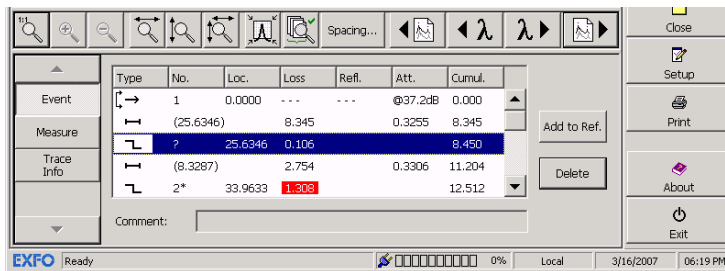 1:1
Spacing...
λ
λ
Close
Setup
Print
About
Exit
Event
Measure
Trace
Info
Type No. Loc. Loss Refl. Att. Cumul.
1 0.0000 --- --- @37.2dB 0.000
(25.6346) 8.345 0.3255 8.345
? 25.6346 0.106 8.450
(8.3287) 2.754 0.3306 11.204
2* 33.9633 1.308 12.512
Add to Ref.
Delete
Comment:
EXFO Ready 0% Local 3/16/2007 06:19 PM